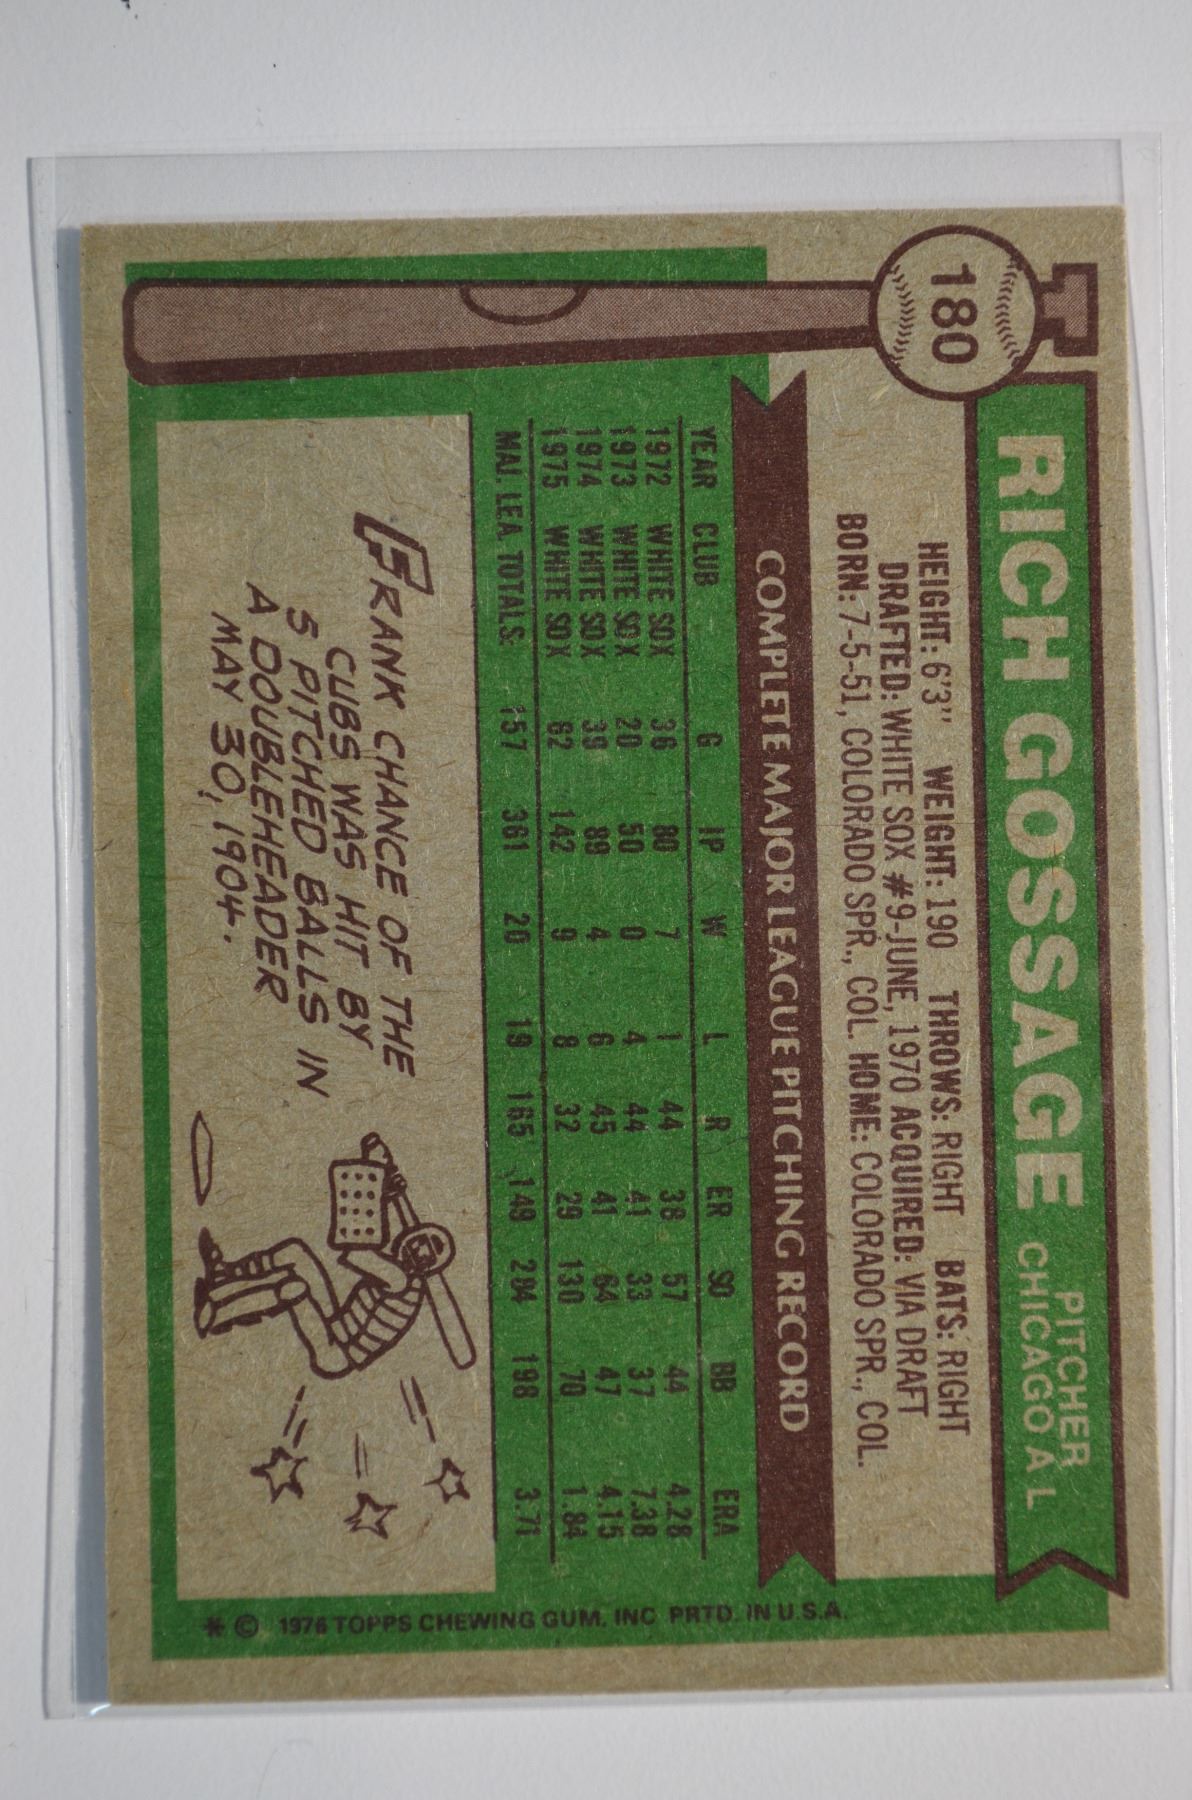 180
RICH GOSSAGE
PITCHER
CHICAGO A L
HEIGHT: 6'3" WEIGHT: 190 THROWS: RIGHT BATS: RIGHT
DRAFTED: WHITE SOX #9-JUNE, 1970 ACQUIRED: VIA DRAFT
BORN: 7-5-51, COLORADO SPR., COL. HOME: COLORADO SPR., COL.
COMPLETE MAJOR LEAGUE PITCHING RECORD
YEAR CLUB G IP W L R ER SO BB ERA
1972 WHITE SOX 36 80 7 1 44 38 57 44 4.28
1973 WHITE SOX 20 50 0 4 44 41 33 37 7.38
1974 WHITE SOX 39 89 4 6 45 41 64 47 4.15
1975 WHITE SOX 62 142 9 8 32 29 130 70 1.84
MAJ. LEA. TOTALS: 157 361 20 19 165 149 284 198 3.71
FRANK CHANCE OF THE
CUBS WAS HIT BY
5 PITCHED BALLS IN
A DOUBLEHEADER
MAY 30, 1904.
* © 1976 TOPPS CHEWING GUM, INC. PRTD. IN U.S.A.